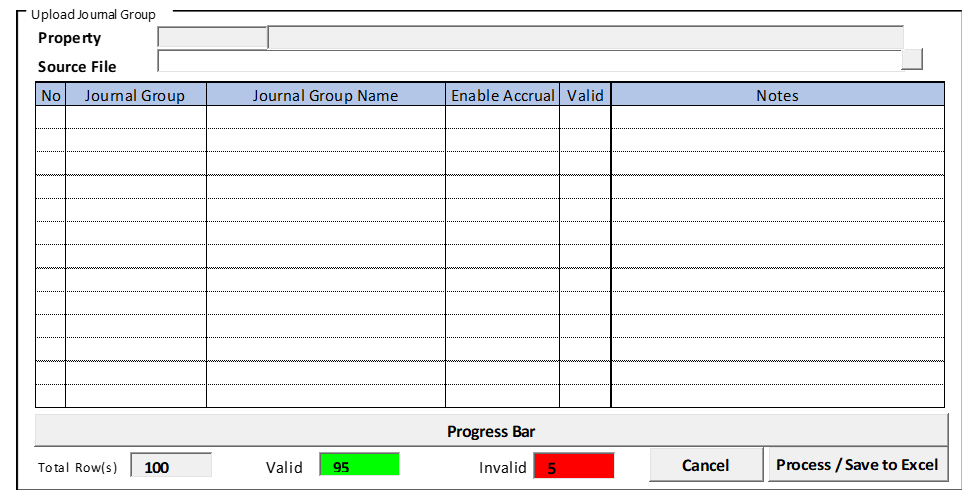 Upload Journal Group
Property
Source File
No Journal Group Journal Group Name Enable Accrual Valid Notes
Progress Bar
Total Row(s) 100 Valid 95 Invalid 5 Cancel Process / Save to Excel